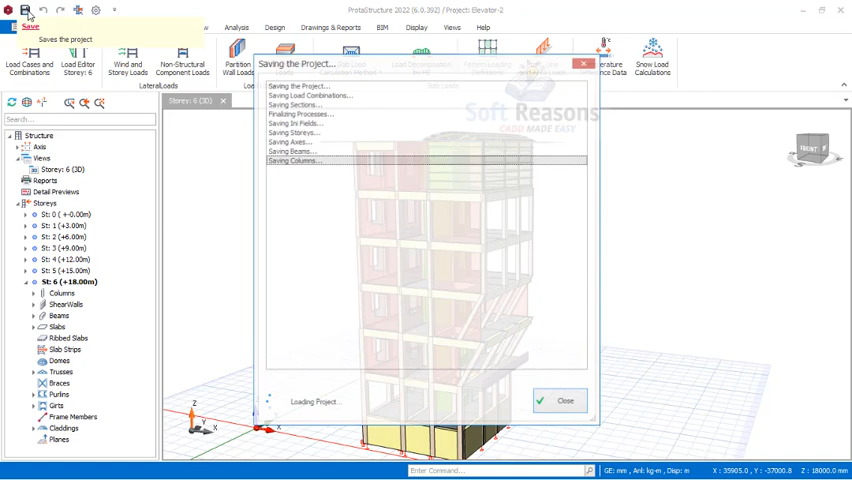 ProtaStructure 2022 (6.0.392) / Project: Elevator-2
Save
Saves the project
Analysis
Design
Drawings & Reports
BIM
Display
Views
Help
Load Cases and
Combinations
Load Editor
Storey: 6
Wind and
Storey Loads
Non-Structural
Component Loads
Partition
Wall Loads
Snow Load
Calculations
LateralLoads
Storey: 6 (3D)
Search...
Structure
Axis
Views
Storey: 6 (3D)
Reports
Detail Previews
Storeys
St: 0 ( +-0.00m)
St: 1 (+3.00m)
St: 2 (+6.00m)
St: 3 (+9.00m)
St: 4 (+12.00m)
St: 5 (+15.00m)
St: 6 (+18.00m)
Columns
ShearWalls
Beams
Slabs
Ribbed Slabs
Slab Strips
Domes
Trusses
Braces
Purlins
Girts
Frame Members
Claddings
Planes
Saving the Project...
Saving the Project...
Saving Load Combinations...
Saving Sections...
Finalizing Processes...
Saving Ini Fields...
Saving Storeys...
Saving Axes...
Saving Beams...
Saving Columns...
Soft Reasons
CADD MADE EASY
Loading Project...
Close
FRONT
Z
Y
X
X
Enter Command...
GE: mm, Anl: kg-m, Disp: m
X : 35905.0, Y : -37000.8
Z : 18000.0 mm